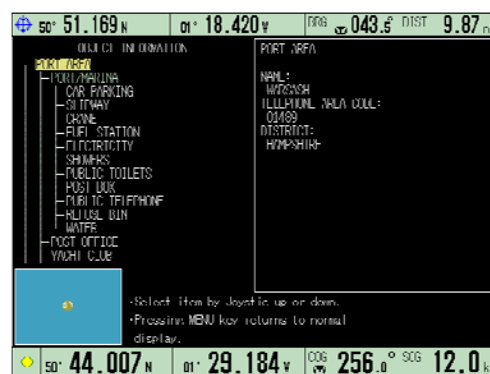 50° 51.169 N 01° 18.420 W BRG 043.5° DIST 9.87 n
OBJECT INFORMATION
PORT AREA
PORT/MARINA
CAR PARKING
SLIPWAY
CRANE
FUEL STATION
ELECTRICITY
SHOWERS
PUBLIC TOILETS
POST BOX
PUBLIC TELEPHONE
REFUSE BIN
WATER
POST OFFICE
YACHT CLUB
PORT AREA
NAME:
WARSASH
TELEPHONE AREA CODE:
01489
DISTRICT:
HAMPSHIRE
·Select item by Joystic up or down.
·Pressing MENU key returns to normal
display.
50° 44.007 N 01° 29.184 W COG 256.0° SOG 12.0 k